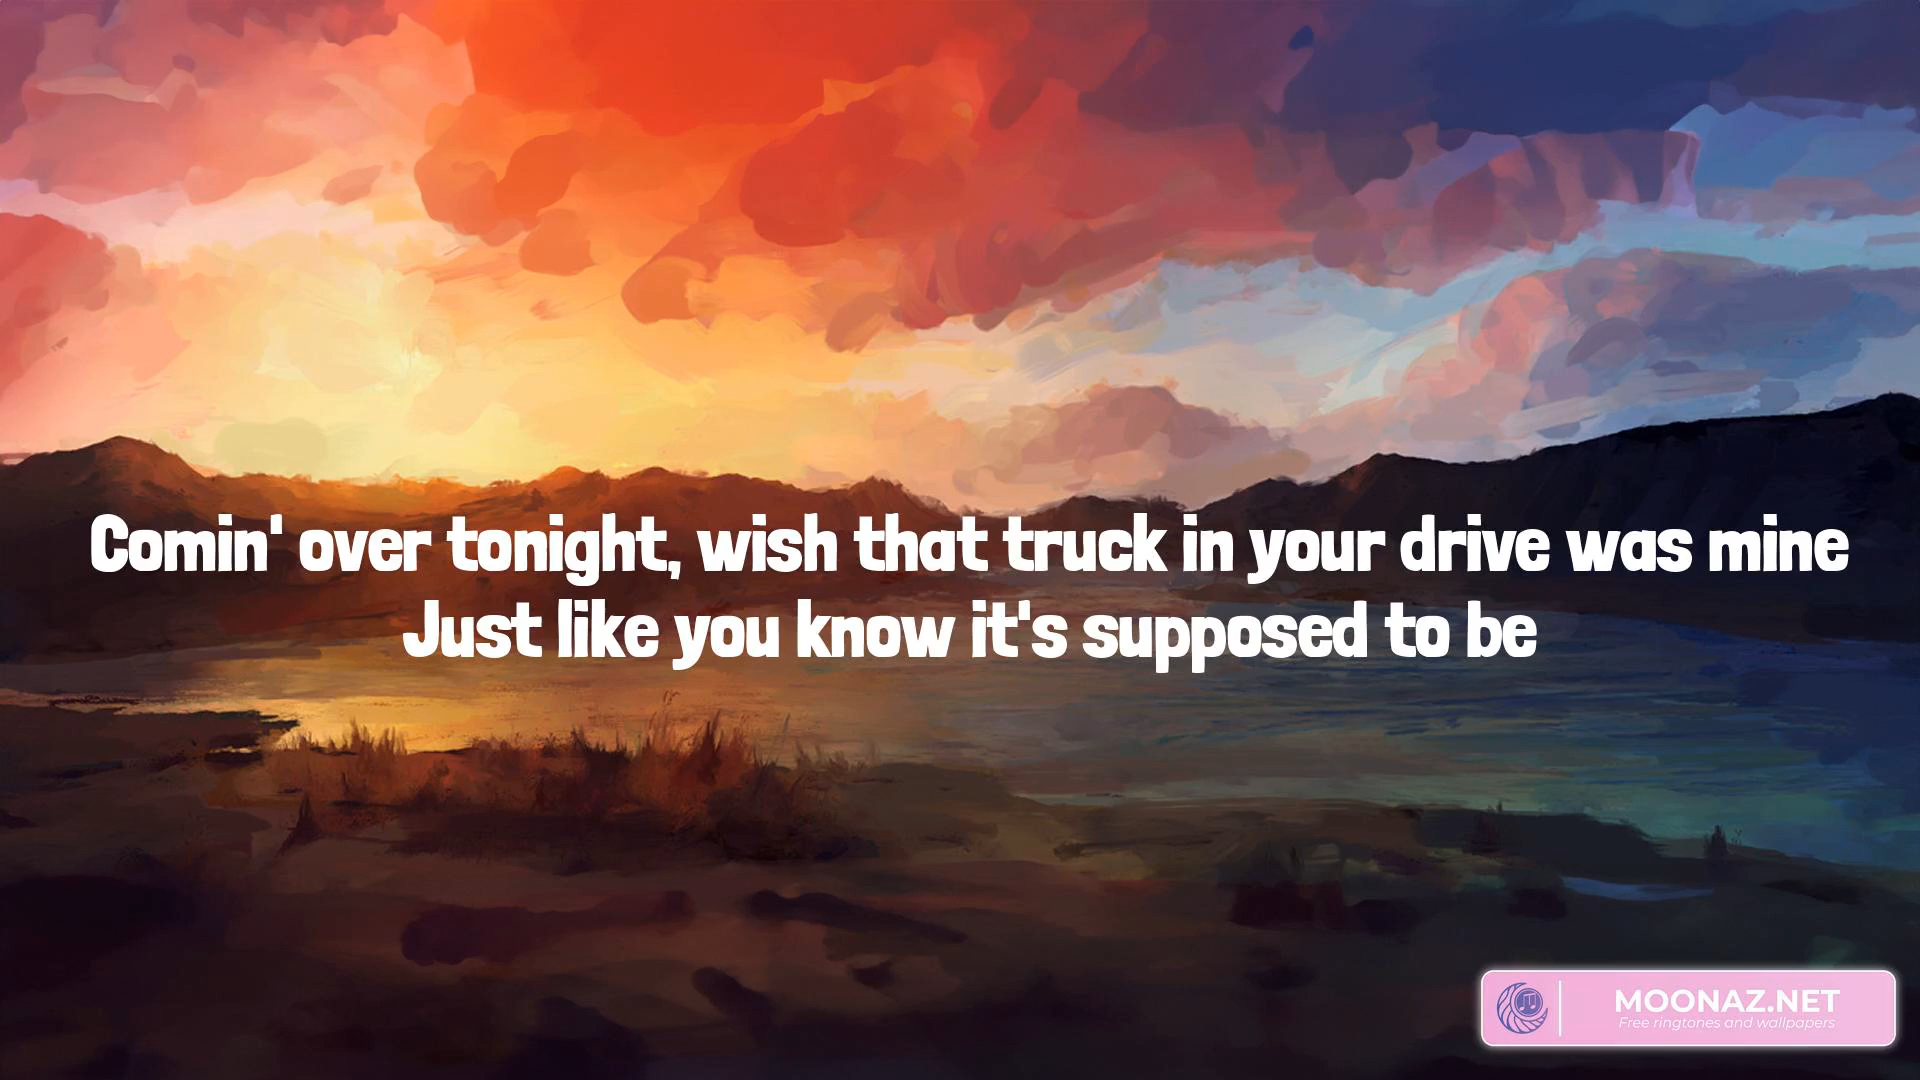 Comin' over tonight, wish that truck in your drive was mine
Just like you know it's supposed to be
MOONAZ.NET
Free ringtones and wallpapers